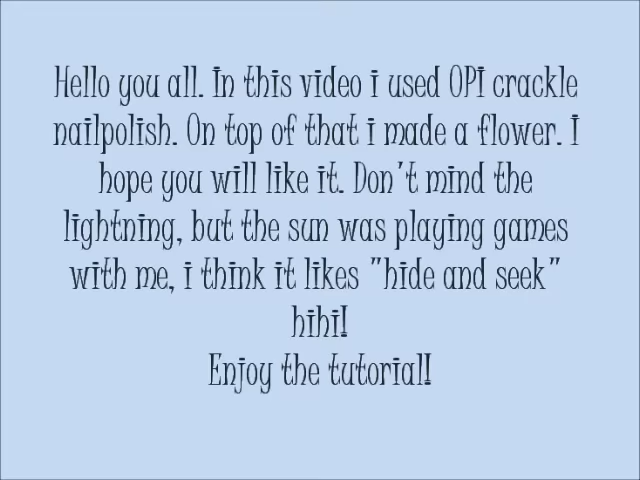 Hello you all. In this video i used OPI crackle
nailpolish. On top of that i made a flower. I
hope you will like it. Don't mind the
lightning, but the sun was playing games
with me, i think it likes "hide and seek"
hihi!
Enjoy the tutorial!